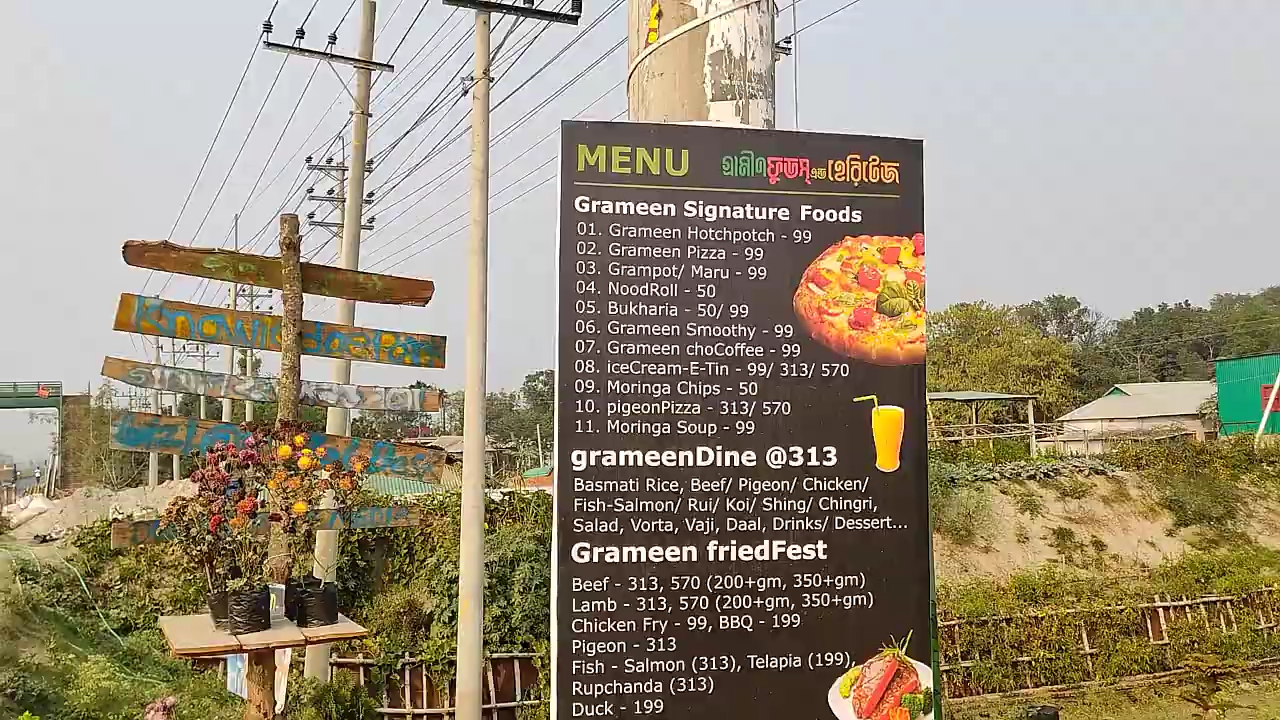 MENU গ্রামীণ ফুডস্ এন্ড হেরিটেজ
Grameen Signature Foods
01. Grameen Hotchpotch - 99
02. Grameen Pizza - 99
03. Grampot/ Maru - 99
04. NoodRoll - 50
05. Bukharia - 50/ 99
06. Grameen Smoothy - 99
07. Grameen choCoffee - 99
08. iceCream-E-Tin - 99/ 313/ 570
09. Moringa Chips - 50
10. pigeonPizza - 313/ 570
11. Moringa Soup - 99
grameenDine @313
Basmati Rice, Beef/ Pigeon/ Chicken/
Fish-Salmon/ Rui/ Koi/ Shing/ Chingri,
Salad, Vorta, Vaji, Daal, Drinks/ Dessert...
Grameen friedFest
Beef - 313, 570 (200+gm, 350+gm)
Lamb - 313, 570 (200+gm, 350+gm)
Chicken Fry - 99, BBQ - 199
Pigeon - 313
Fish - Salmon (313), Telapia (199),
Rupchanda (313)
Duck - 199